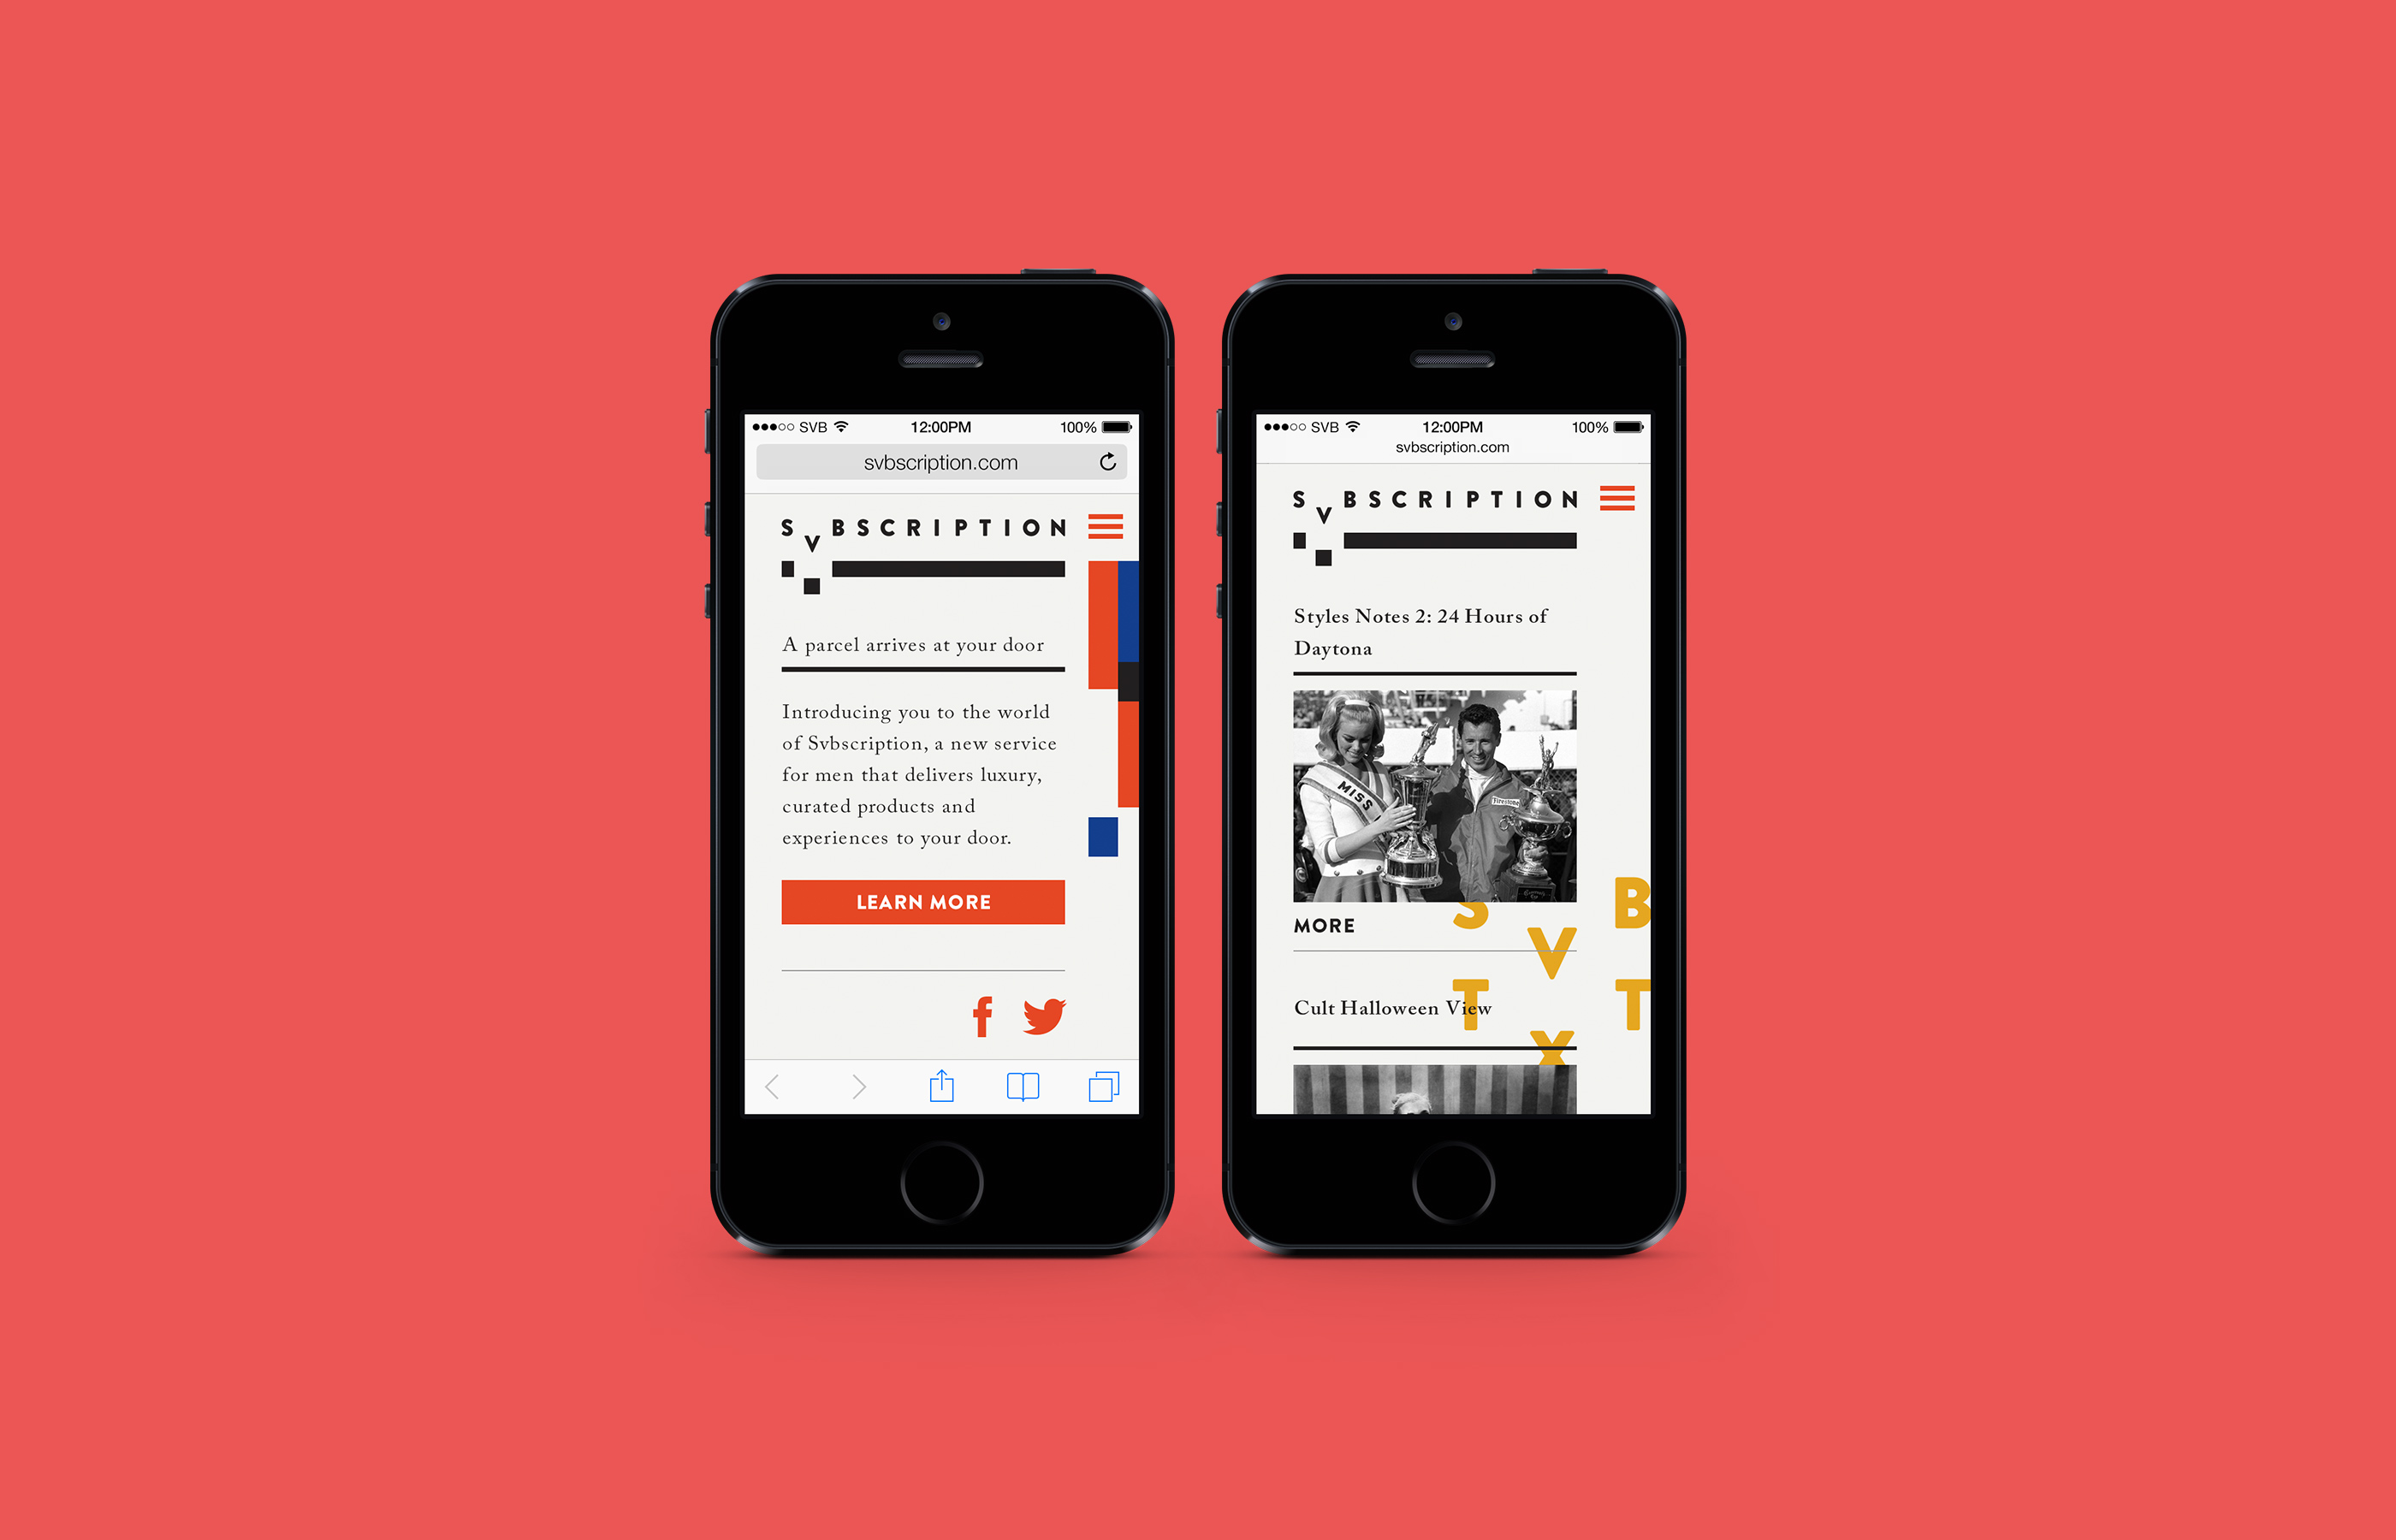 SVB 12:00PM 100%
svbscription.com
SVBSCRIPTION
A parcel arrives at your door
Introducing you to the world
of Svbscription, a new service
for men that delivers luxury,
curated products and
experiences to your door.
LEARN MORE
SVB 12:00PM 100%
svbscription.com
SVBSCRIPTION
Styles Notes 2: 24 Hours of
Daytona
MISS
Firestone
MORE
S V B
T X T
Cult Halloween View